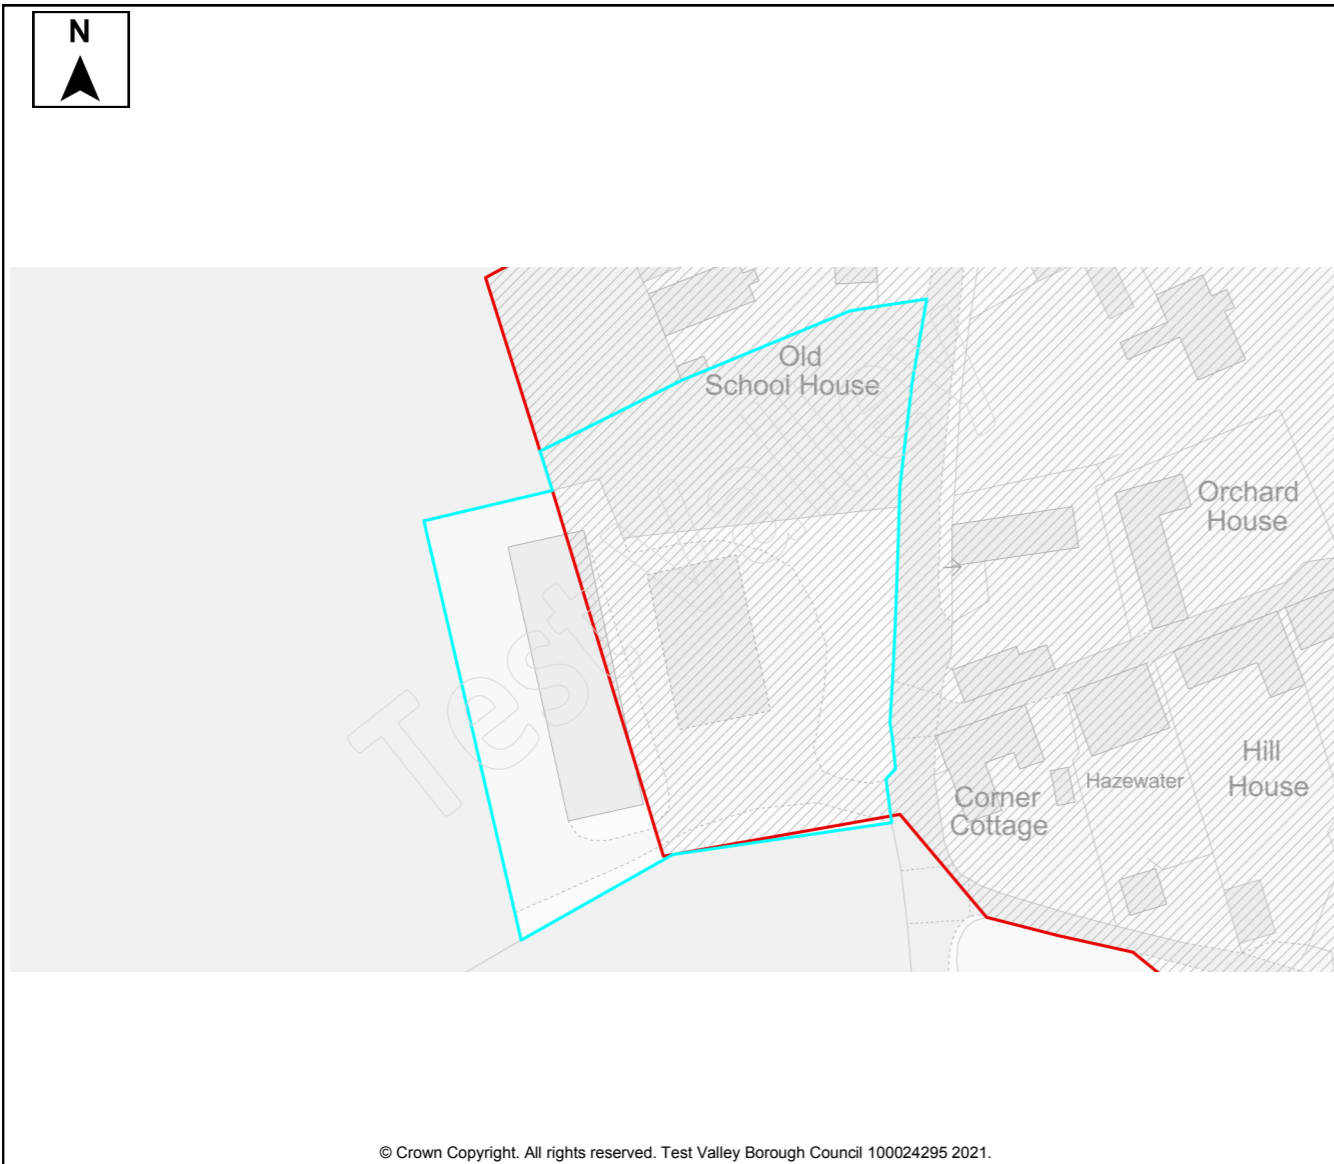 N
Old
School House
Orchard
House
Hill
House
Hazewater
Corner
Cottage
Test
© Crown Copyright. All rights reserved. Test Valley Borough Council 100024295 2021.